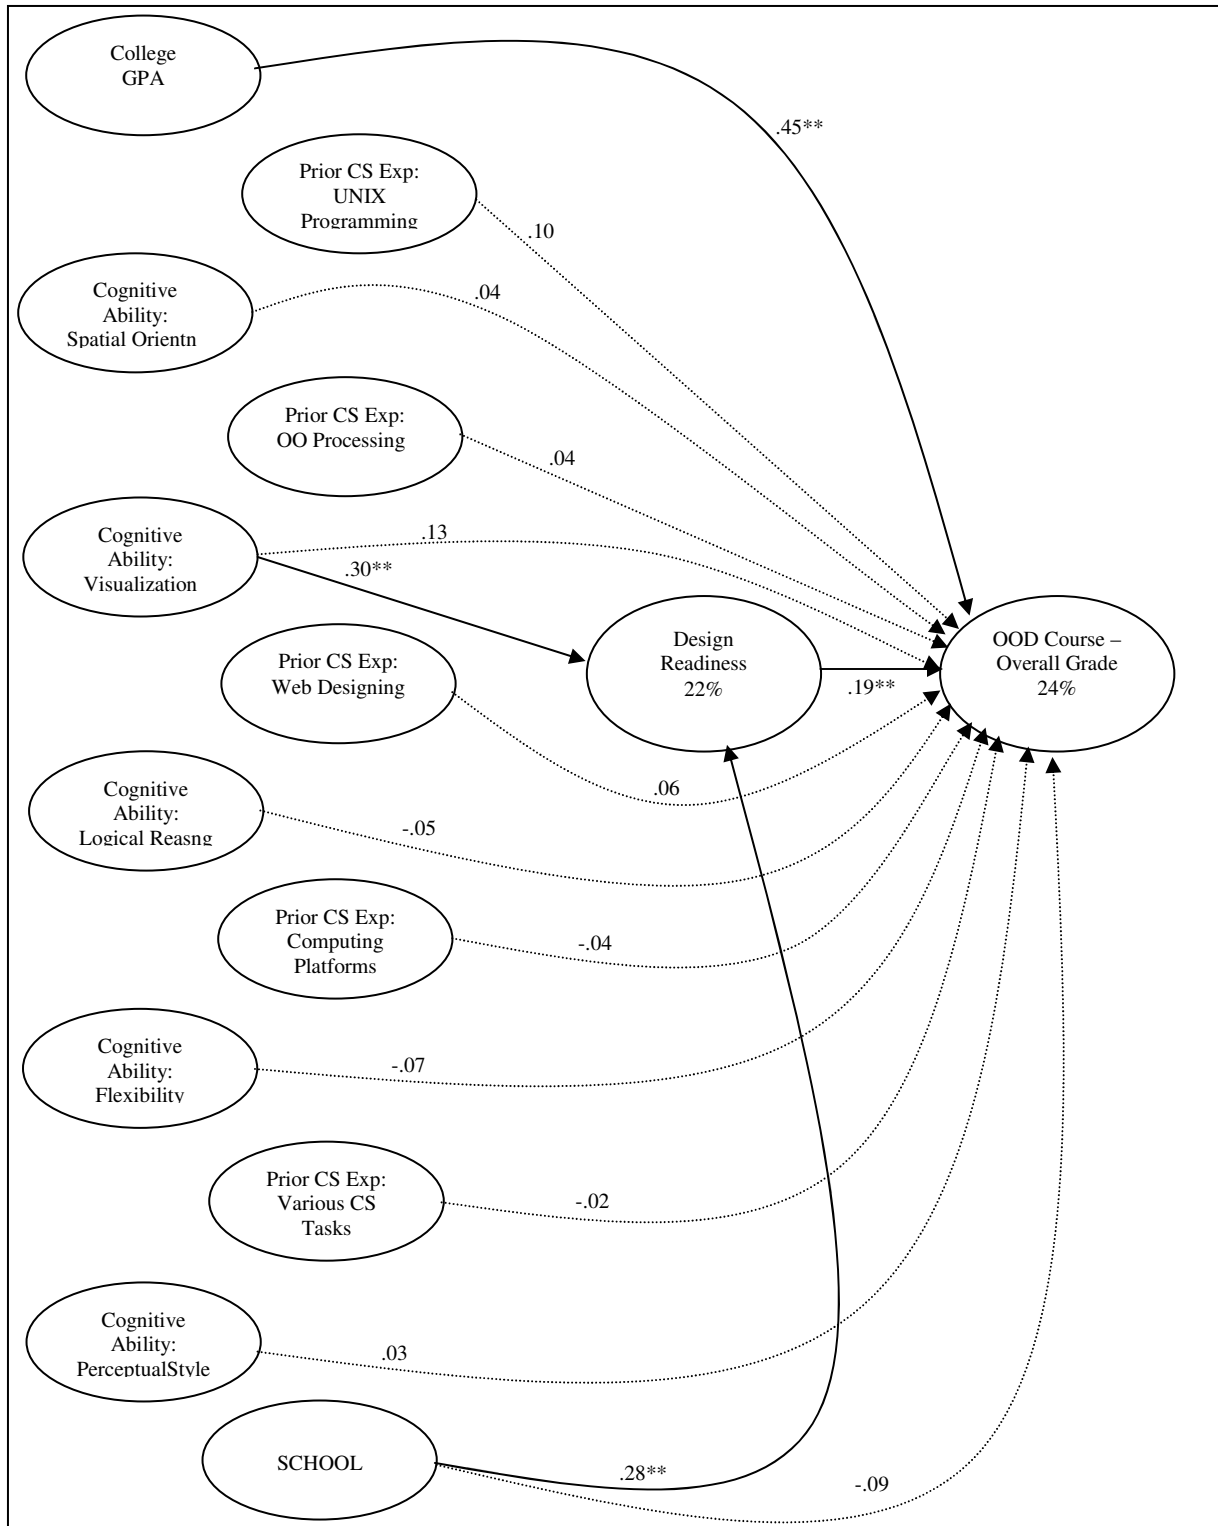 College
GPA
.45**
Prior CS Exp:
UNIX
Programming
.10
Cognitive
Ability:
Spatial Orientn
.04
Prior CS Exp:
OO Processing
.04
Cognitive
Ability:
Visualization
.13
.30**
Design
Readiness
22%
.19**
OOD Course –
Overall Grade
24%
Prior CS Exp:
Web Designing
.06
Cognitive
Ability:
Logical Reasng
-.05
Prior CS Exp:
Computing
Platforms
-.04
Cognitive
Ability:
Flexibility
-.07
Prior CS Exp:
Various CS
Tasks
-.02
Cognitive
Ability:
PerceptualStyle
.03
SCHOOL
.28**
-.09